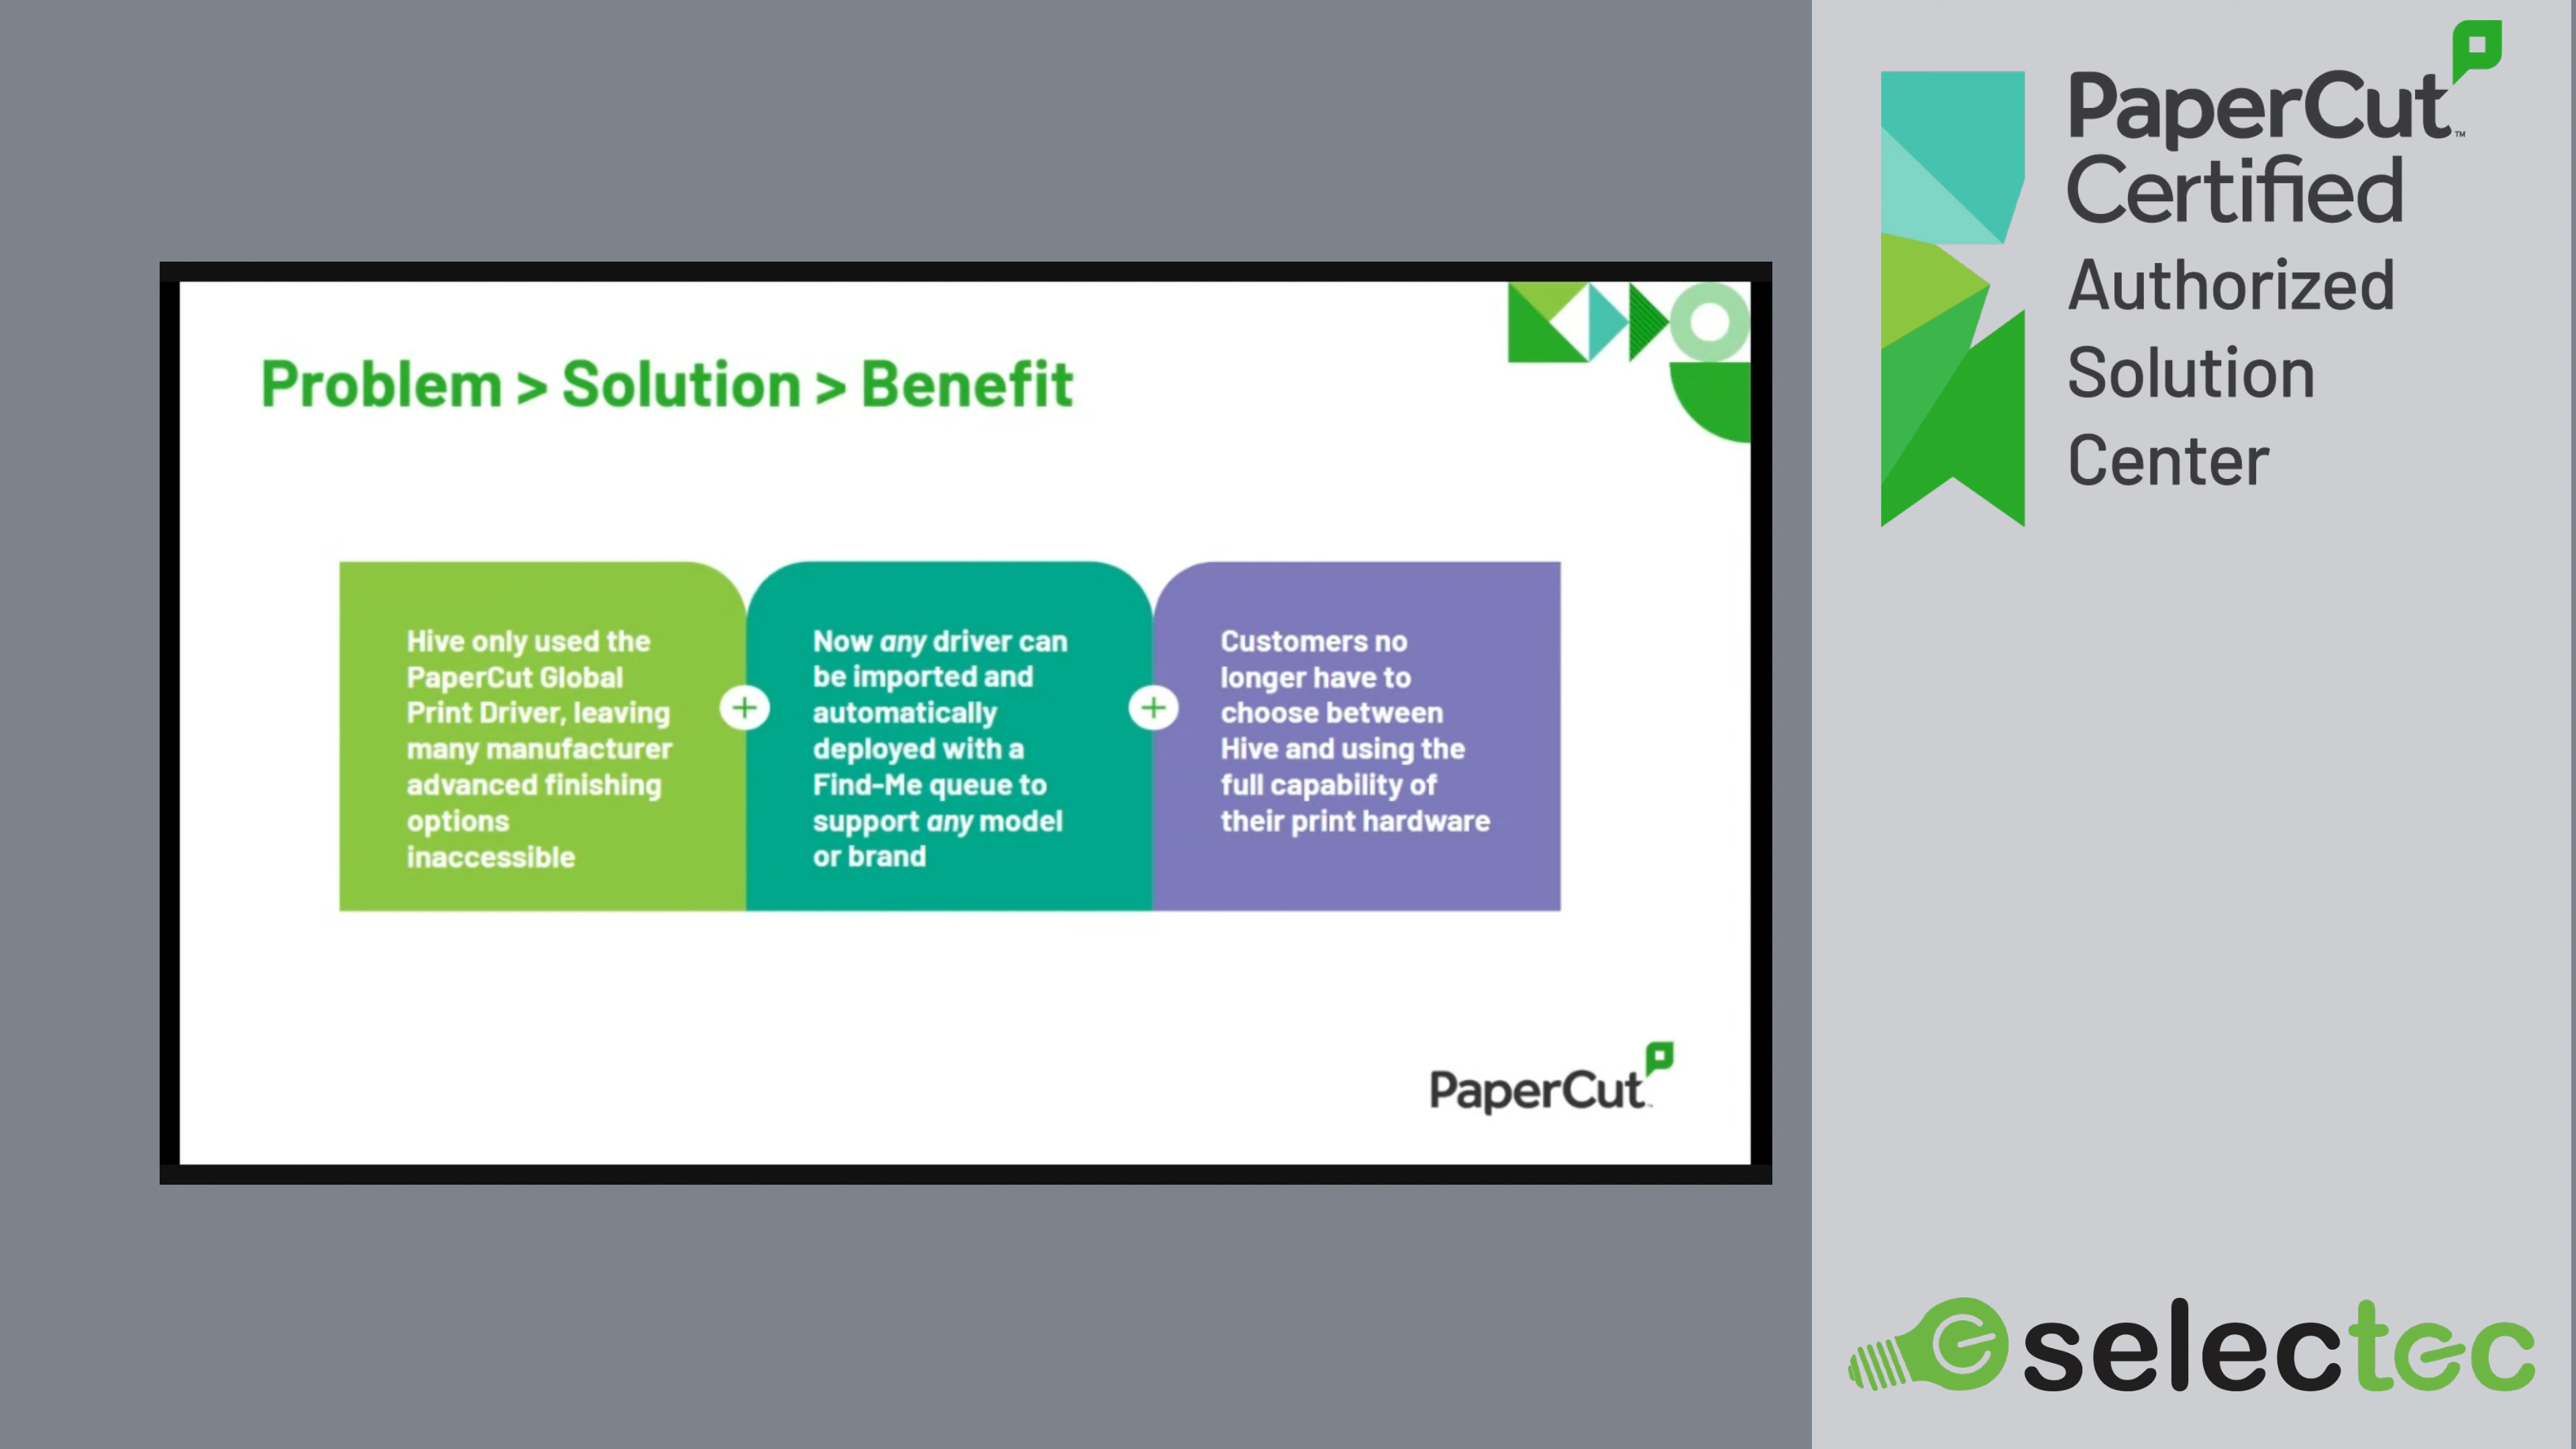 Problem > Solution > Benefit
Hive only used the
PaperCut Global
Print Driver, leaving
many manufacturer
advanced finishing
options
inaccessible
+
Now any driver can
be imported and
automatically
deployed with a
Find-Me queue to
support any model
or brand
+
Customers no
longer have to
choose between
Hive and using the
full capability of
their print hardware
PaperCut
PaperCut™
Certified
Authorized
Solution
Center
selectec